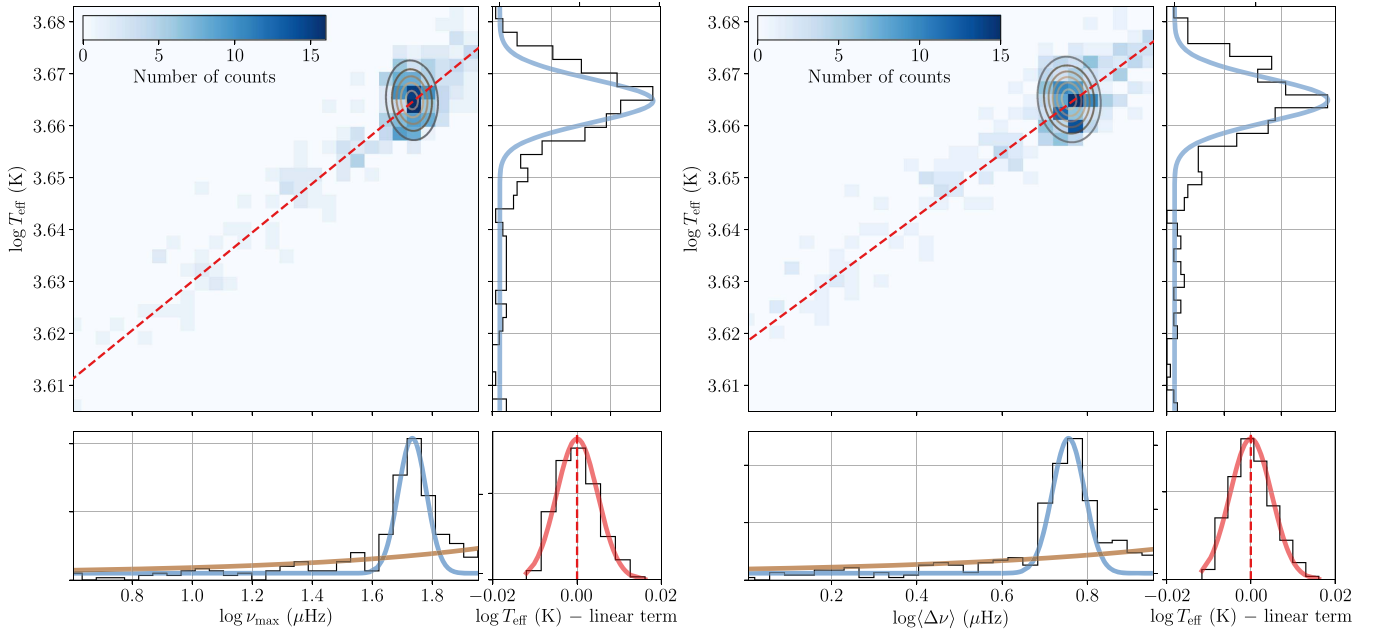 0 5 10 15
Number of counts
3.68
3.67
3.66
3.65
3.64
3.63
3.62
3.61
log T_eff (K)
0.8 1.0 1.2 1.4 1.6 1.8
log ν_max (μHz)
−0.02 0.00 0.02
log T_eff (K) − linear term
0 5 10 15
Number of counts
3.68
3.67
3.66
3.65
3.64
3.63
3.62
3.61
log T_eff (K)
0.2 0.4 0.6 0.8
log⟨Δν⟩ (μHz)
−0.02 0.00 0.02
log T_eff (K) − linear term